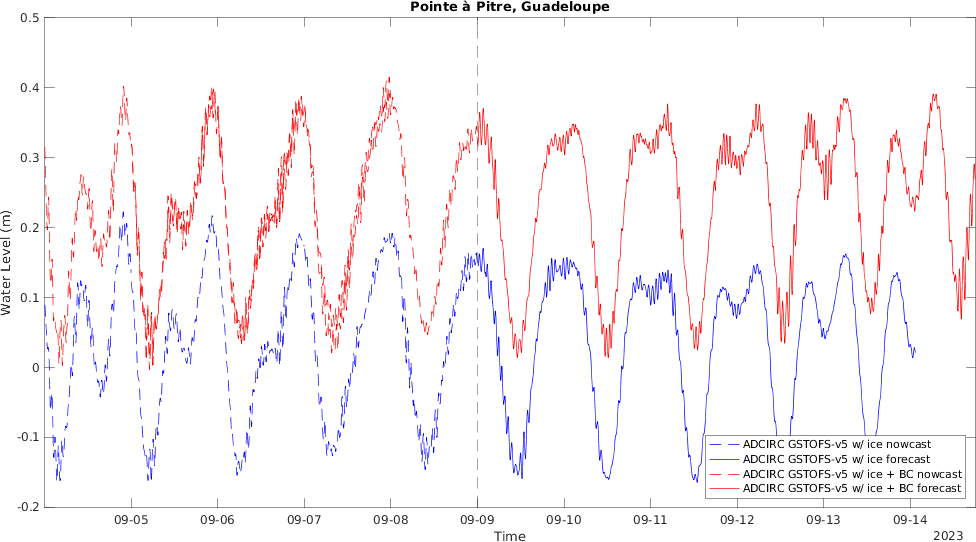 Pointe à Pitre, Guadeloupe
0.5
0.4
0.3
0.2
0.1
0
-0.1
-0.2
Water Level (m)
09-05 09-06 09-07 09-08 09-09 09-10 09-11 09-12 09-13 09-14
Time
2023
ADCIRC GSTOFS-v5 w/ ice nowcast
ADCIRC GSTOFS-v5 w/ ice forecast
ADCIRC GSTOFS-v5 w/ ice + BC nowcast
ADCIRC GSTOFS-v5 w/ ice + BC forecast